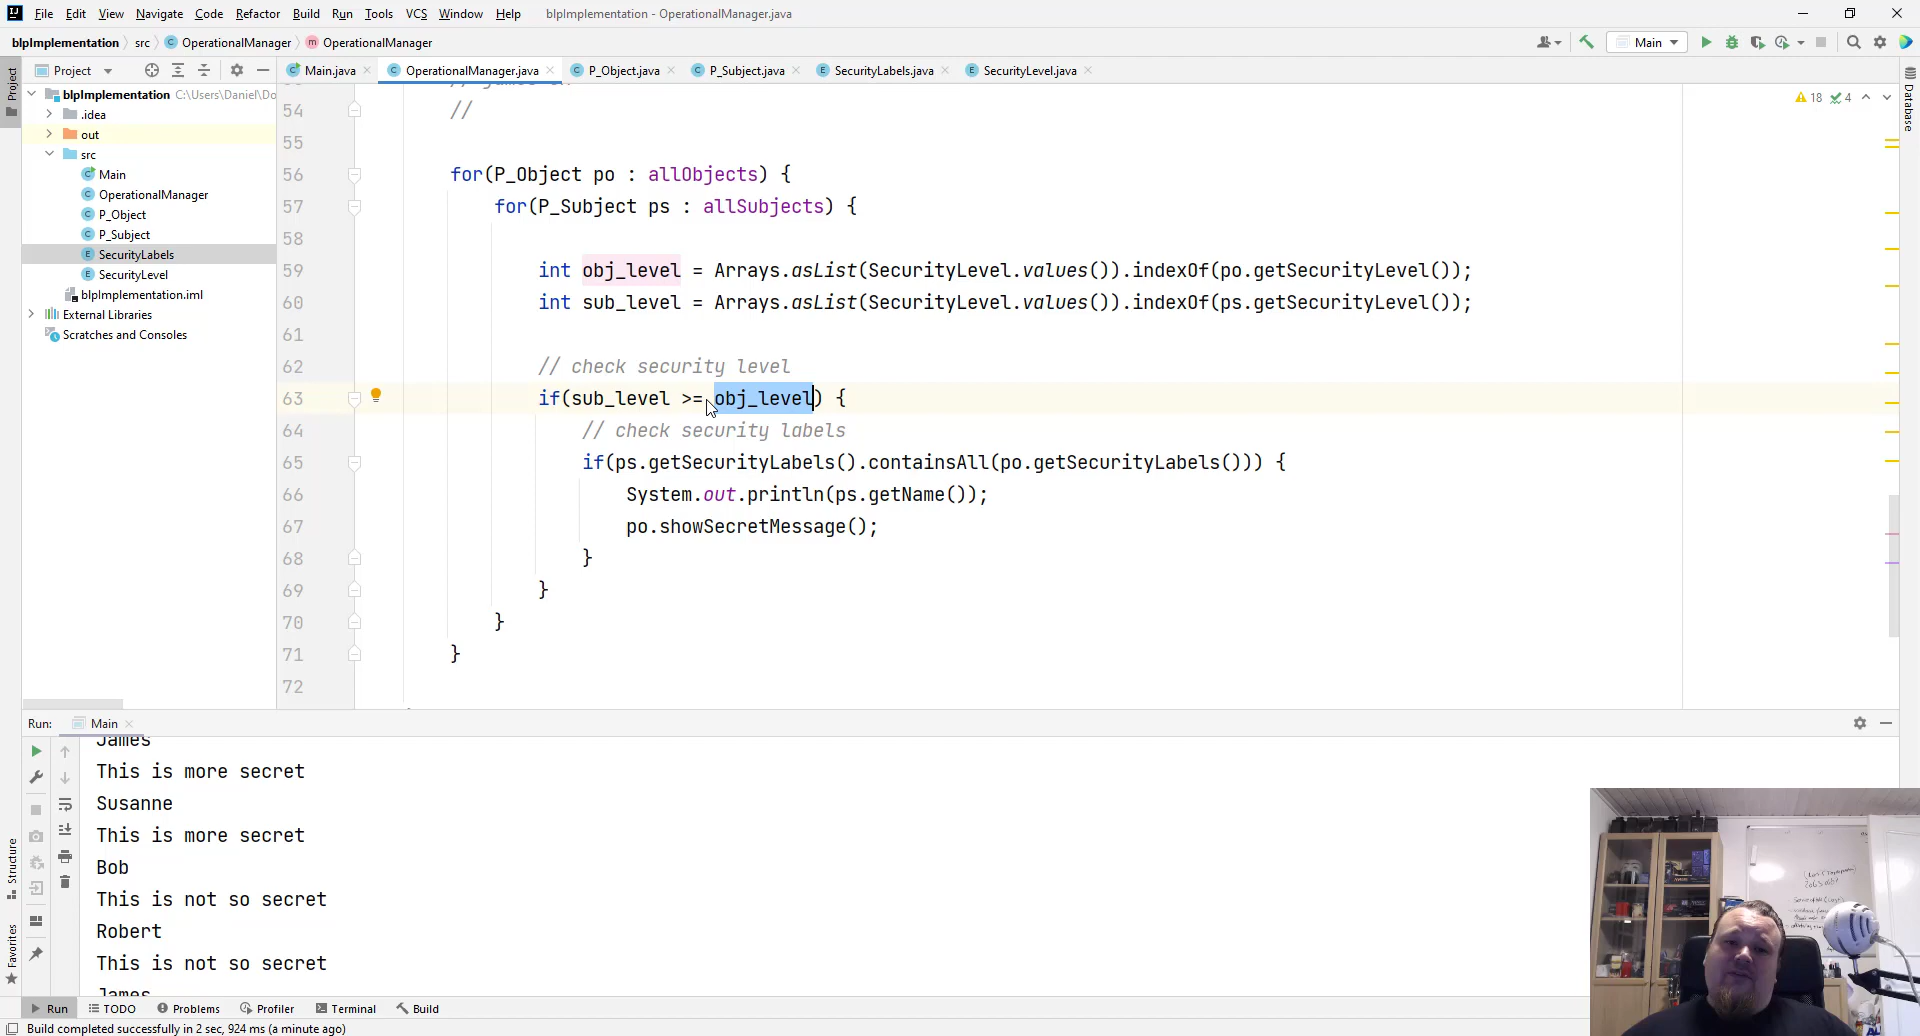 File Edit View Navigate Code Refactor Build Run Tools VCS Window Help blpImplementation - OperationalManager.java
blpImplementation src OperationalManager OperationalManager Main
Project Main.java OperationalManager.java P_Object.java P_Subject.java SecurityLabels.java SecurityLevel.java
Project
Database
blpImplementation C:\Users\Daniel\Do
.idea
out
src
Main
OperationalManager
P_Object
P_Subject
SecurityLabels
SecurityLevel
blpImplementation.iml
External Libraries
Scratches and Consoles
18 4
54 //
55
56 for(P_Object po : allObjects) {
57 for(P_Subject ps : allSubjects) {
58
59 int obj_level = Arrays.asList(SecurityLevel.values()).indexOf(po.getSecurityLevel());
60 int sub_level = Arrays.asList(SecurityLevel.values()).indexOf(ps.getSecurityLevel());
61
62 // check security level
63 if(sub_level >= obj_level) {
64 // check security labels
65 if(ps.getSecurityLabels().containsAll(po.getSecurityLabels())) {
66 System.out.println(ps.getName());
67 po.showSecretMessage();
68 }
69 }
70 }
71 }
72
Run: Main
James
This is more secret
Susanne
This is more secret
Bob
This is not so secret
Robert
This is not so secret
James
Structure
Favorites
Run TODO Problems Profiler Terminal Build
Build completed successfully in 2 sec, 924 ms (a minute ago)